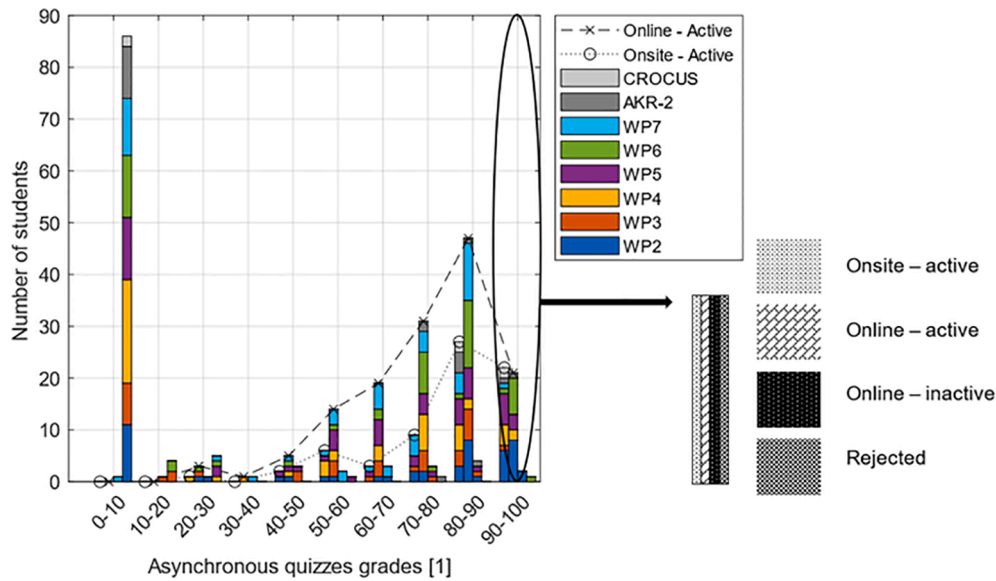 90
80
70
60
50
40
30
20
10
0
Number of students
0-10
10-20
20-30
30-40
40-50
50-60
60-70
70-80
80-90
90-100
Asynchronous quizzes grades [1]
Online - Active
Onsite - Active
CROCUS
AKR-2
WP7
WP6
WP5
WP4
WP3
WP2
Onsite – active
Online – active
Online – inactive
Rejected